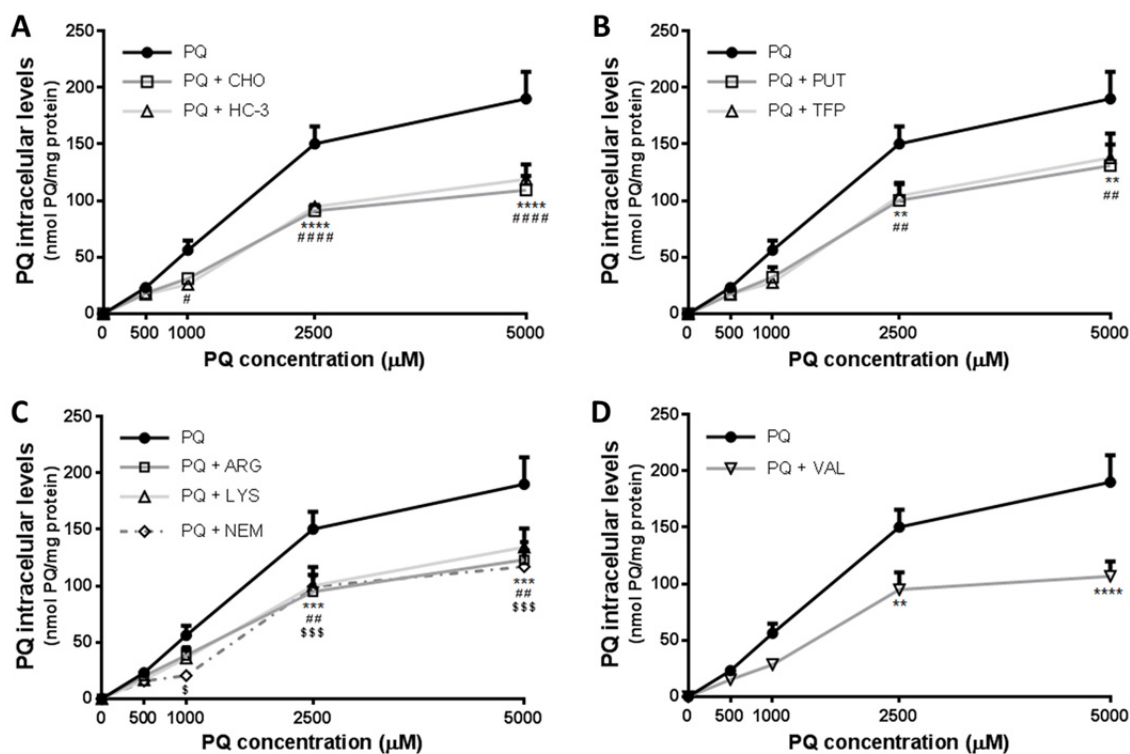 A
PQ intracelular levels
(nmol PQ/mg protein)
250
200
150
100
50
0
PQ
PQ + CHO
PQ + HC-3
#
****
####
****
####
0 500 1000 2500 5000
PQ concentration (μM)
B
PQ intracelular levels
(nmol PQ/mg protein)
250
200
150
100
50
0
PQ
PQ + PUT
PQ + TFP
**
##
**
##
0 500 1000 2500 5000
PQ concentration (μM)
C
PQ intracelular levels
(nmol PQ/mg protein)
250
200
150
100
50
0
PQ
PQ + ARG
PQ + LYS
PQ + NEM
$
***
##
$$$
***
##
$$$
0 500 1000 2500 5000
PQ concentration (μM)
D
PQ intracelular levels
(nmol PQ/mg protein)
250
200
150
100
50
0
PQ
PQ + VAL
**
****
0 500 1000 2500 5000
PQ concentration (μM)